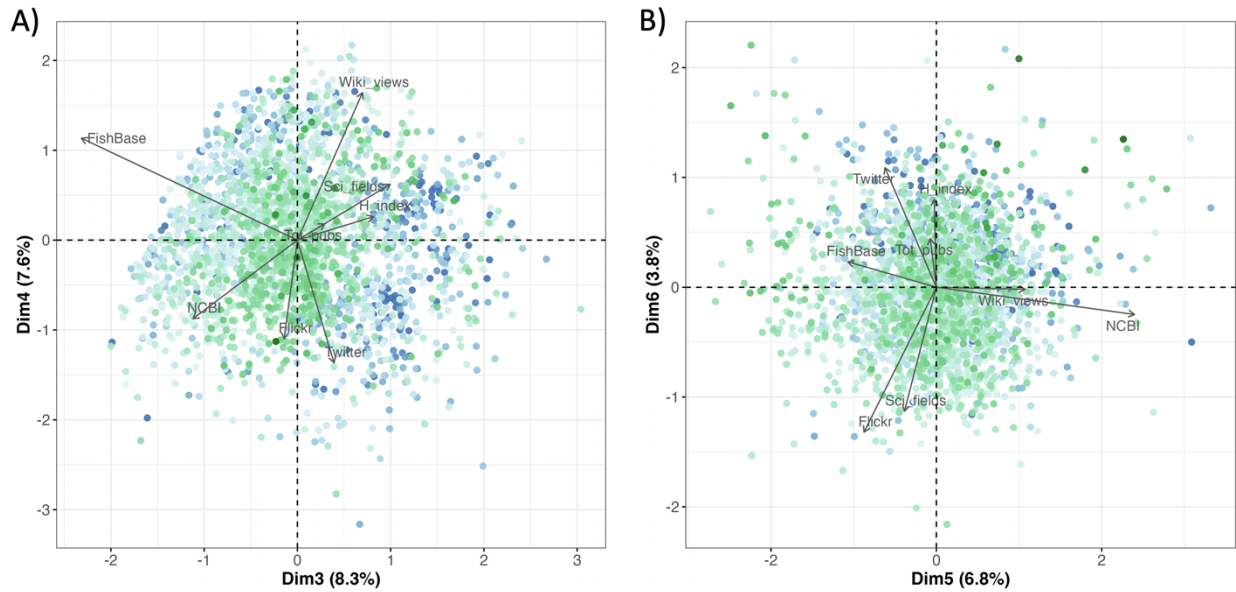 A)
B)
2
1
0
-1
-2
-3
Wiki_views
FishBase
Sci_fields
H_index
Tot_pubs
NCBI
Flickr
Twitter
-2
-1
0
1
2
3
Dim3 (8.3%)
Dim4 (7.6%)
2
1
0
-1
-2
Twitter
H_index
FishBase
Tot_pubs
Wiki_views
NCBI
Sci_fields
Flickr
-2
0
2
Dim5 (6.8%)
Dim6 (3.8%)